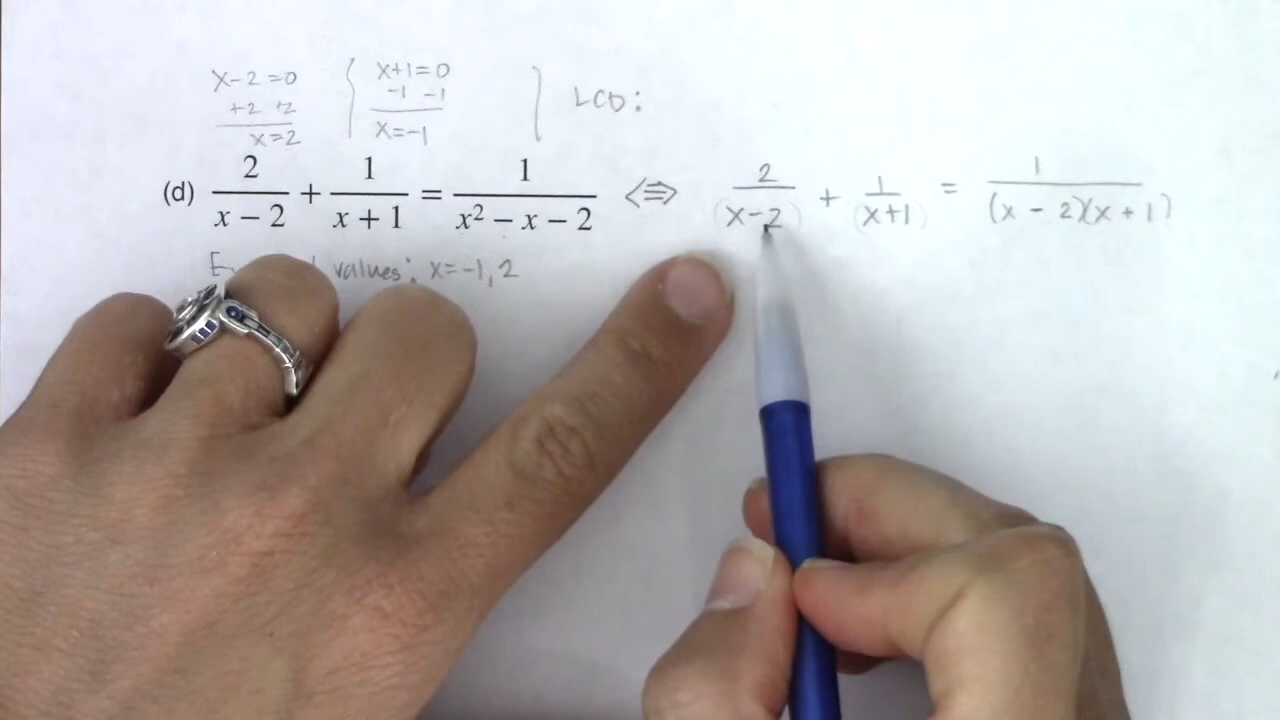 x-2=0
+2 +2
x=2
x+1=0
-1 -1
x=-1
LCD:
(d) 2/(x − 2) + 1/(x + 1) = 1/(x² − x − 2) <=> 2/(x-2) + 1/(x+1) = 1/((x - 2)(x + 1))
values: x=-1, 2